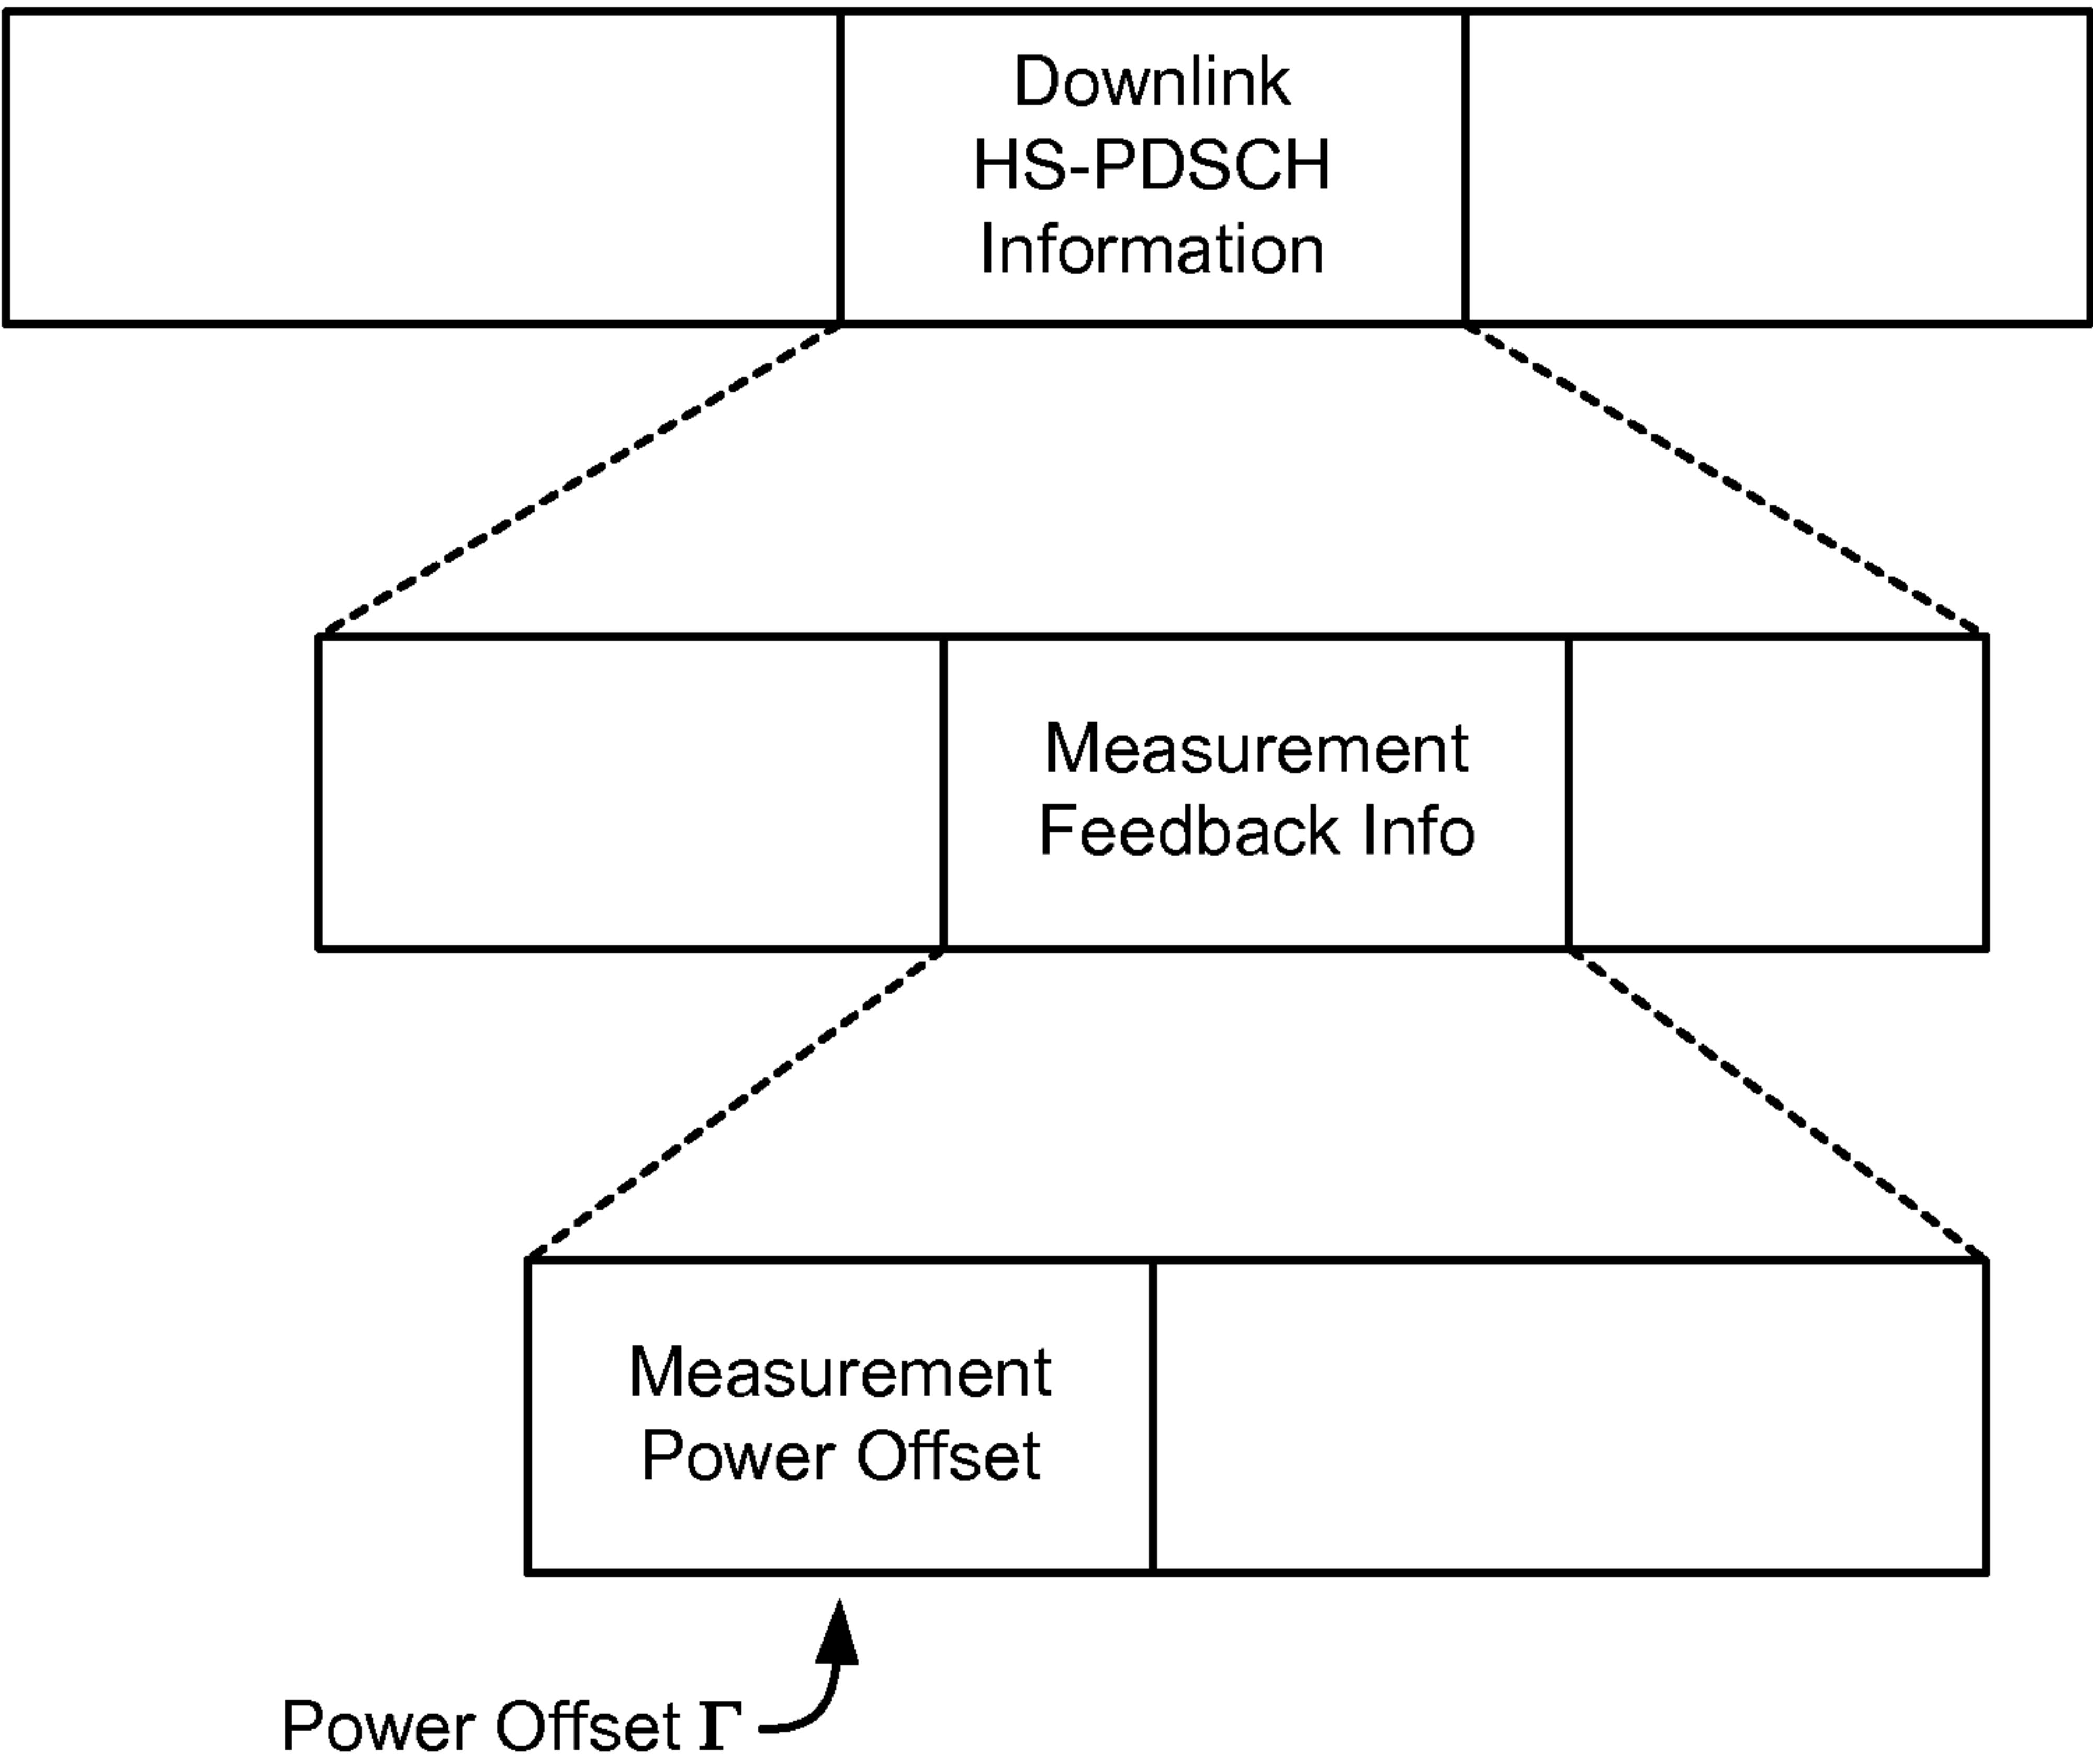 Downlink
HS-PDSCH
Information
Measurement
Feedback Info
Measurement
Power Offset
Power Offset Γ